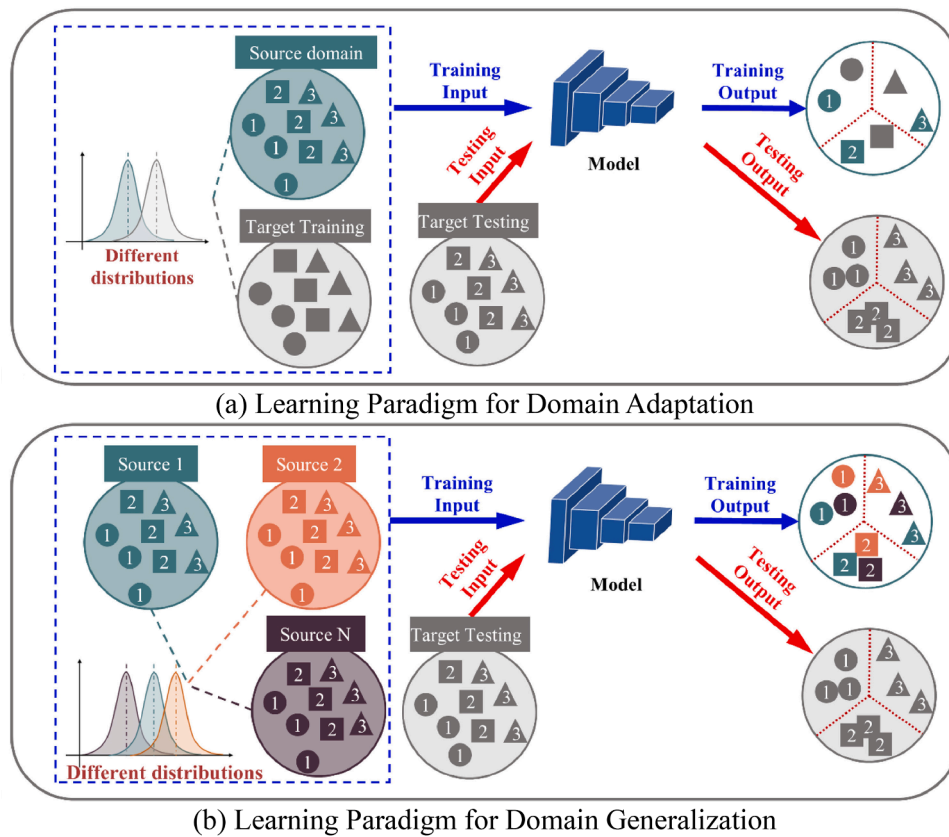 Source domain
2 3
1 2 3
1 2 3
1
Target Training
Different
distributions
Training
Input
Testing
Input
Target Testing
2 3
1 2 3
1 2 3
1
Model
Training
Output
Testing
Output
1
2
3
1
1 1
3
3
3
2
2 2
(a) Learning Paradigm for Domain Adaptation
Source 1
2 3
1 2 3
1 2 3
1
Source 2
2 3
1 2 3
1 2 3
1
Source N
2 3
1 2 3
1 2 3
1
Different distributions
Training
Input
Testing
Input
Target Testing
2 3
1 2 3
1 2 3
1
Model
Training
Output
Testing
Output
1 3
1 1 3
3
2
2 2
1
1 1
3
3
3
2
2 2
(b) Learning Paradigm for Domain Generalization